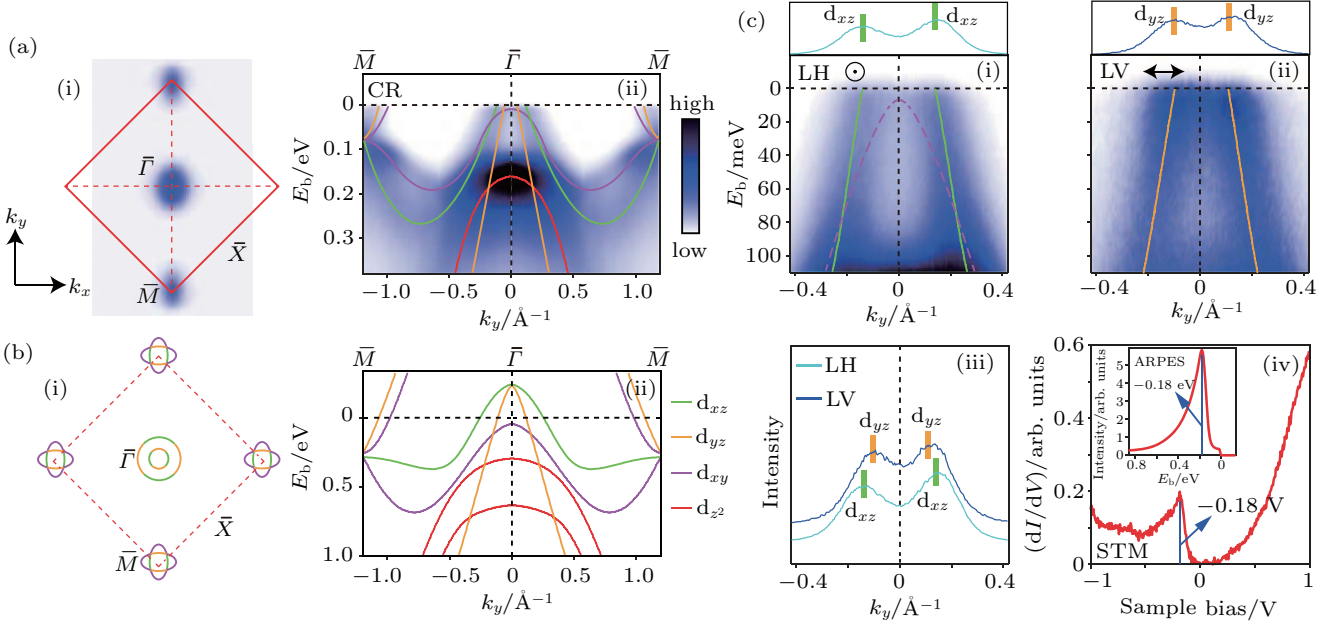 (a)
(i)
Γ̅
k_y
k_x
M̅
X̅
M̅ Γ̅ M̅
CR (ii)
0
0.1
0.3
E_b/eV
−1.0 −0.5 0 0.5 1.0
k_y/Å⁻¹
high
low
(b)
(i)
Γ̅
X̅
M̅
M̅ Γ̅ M̅
(ii)
0
0.5
1.0
E_b/eV
−1.0 −0.5 0 0.5 1.0
k_y/Å⁻¹
d_xz
d_yz
d_xy
d_z²
(c)
d_xz d_xz
LH (i)
0
20
40
60
80
100
E_b/meV
−0.4 0 0.4
k_y/Å⁻¹
d_yz d_yz
LV (ii)
−0.4 0 0.4
k_y/Å⁻¹
LH (iii)
LV
d_yz d_yz
d_xz d_xz
Intensity
−0.4 0 0.4
k_y/Å⁻¹
(iv)
0.6
0.4
0.2
0
(dI/dV)/arb. units
ARPES
−0.18 eV
Intensity/arb. units
5
4
3
2
1
0
0.8 0.4 0
E_b/eV
−0.18 V
STM
−1 0 1
Sample bias/V